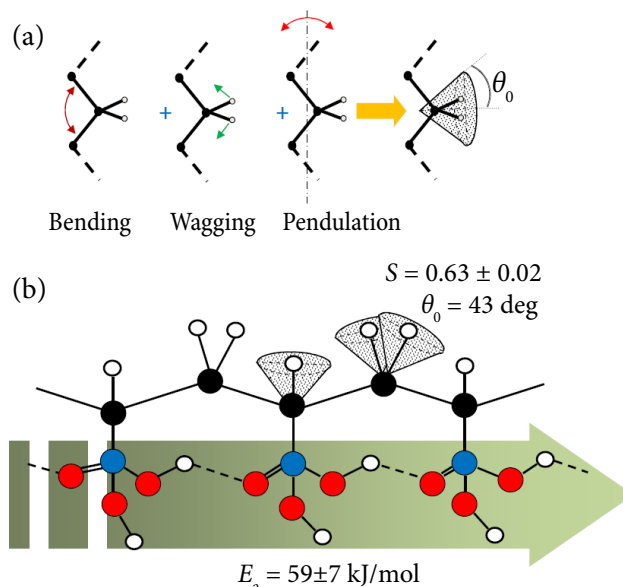 (a)
+
+
θ₀
Bending
Wagging
Pendulation
S = 0.63 ± 0.02
(b)
θ₀ = 43 deg
Eₐ = 59±7 kJ/mol